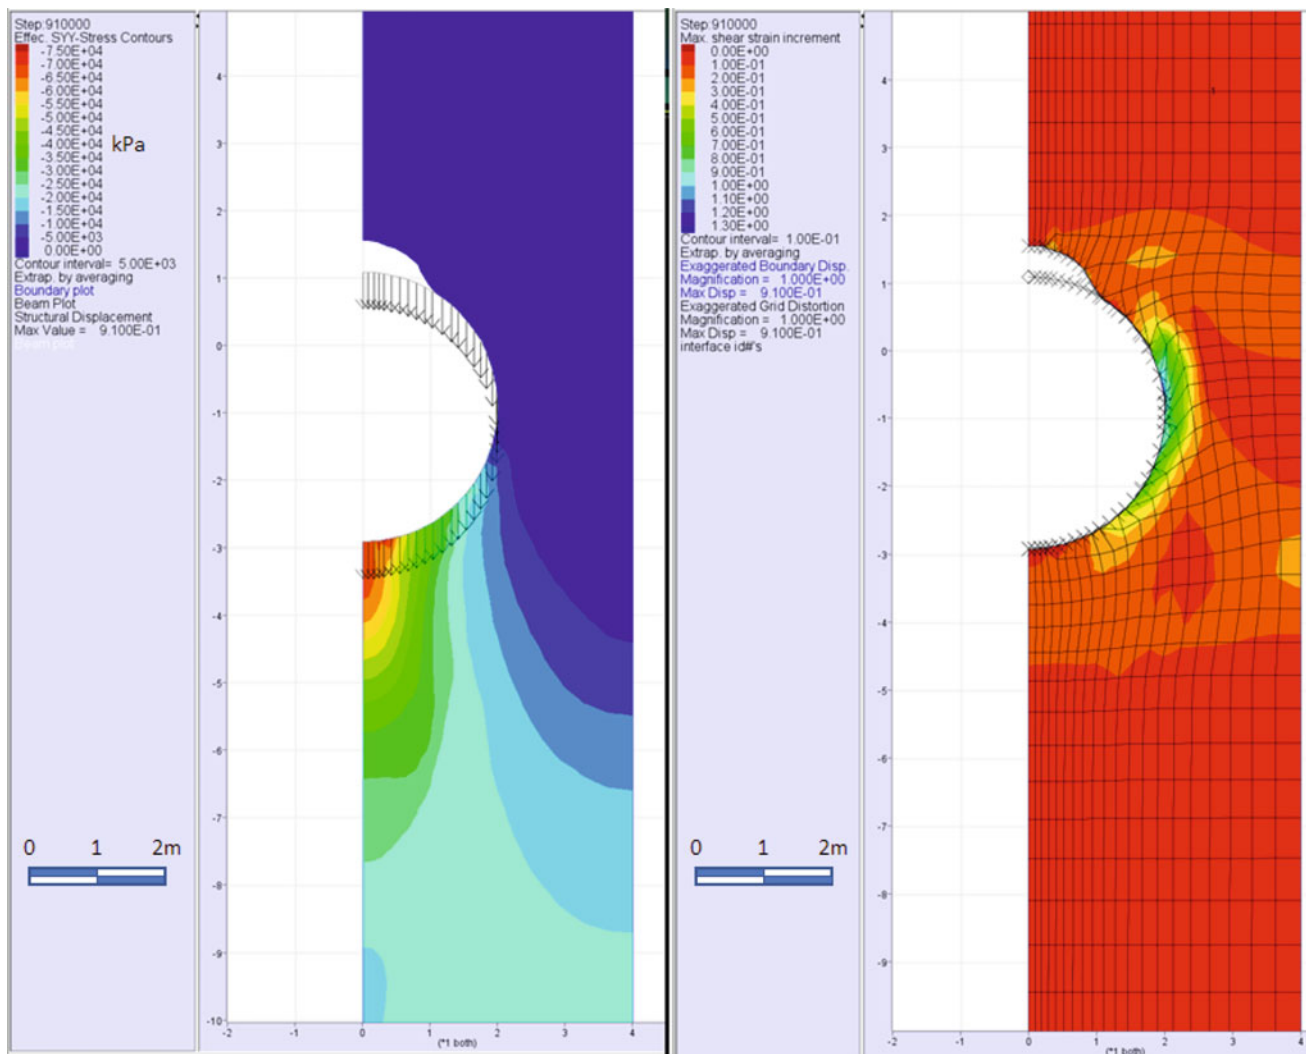 Step:910000
Effec. SYY-Stress Contours
-7.50E+04
-7.00E+04
-6.50E+04
-6.00E+04
-5.50E+04
-5.00E+04
-4.50E+04
-4.00E+04
kPa
-3.50E+04
-3.00E+04
-2.50E+04
-2.00E+04
-1.50E+04
-1.00E+04
-5.00E+03
0.00E+00
Contour interval= 5.00E+03
Extrap. by averaging
Boundary plot
Beam Plot
Structural Displacement
Max Value = 9.100E-01
Beam plot
0 1 2m
4
3
2
1
0
-1
-2
-3
-4
-5
-6
-7
-8
-9
-10
-2 -1 0 1 2 3 4
(*1 both)
Step:910000
Max. shear strain increment
0.00E+00
1.00E-01
2.00E-01
3.00E-01
4.00E-01
5.00E-01
6.00E-01
7.00E-01
8.00E-01
9.00E-01
1.00E+00
1.10E+00
1.20E+00
1.30E+00
Contour interval= 1.00E-01
Extrap. by averaging
Exaggerated Boundary Disp.
Magnification = 1.000E+00
Max Disp = 9.100E-01
Exaggerated Grid Distortion
Magnification = 1.000E+00
Max Disp = 9.100E-01
interface id#'s
0 1 2m
4
3
2
1
0
-1
-2
-3
-4
-5
-6
-7
-8
-9
1
-2 -1 0 1 2 3 4
(*1 both)